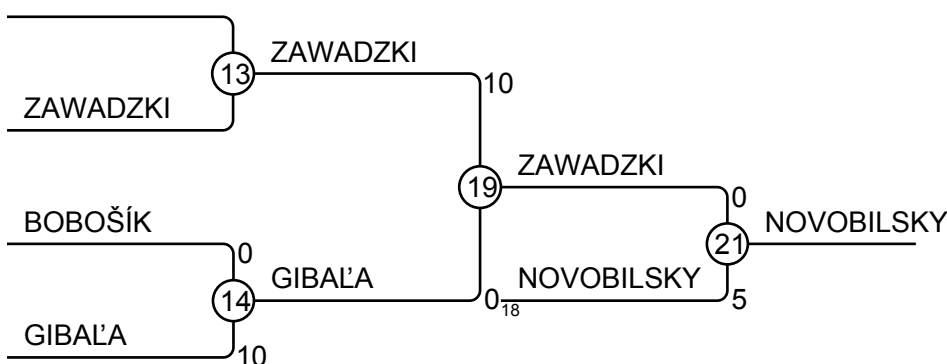 ZAWADZKI
13
10
ZAWADZKI
ZAWADZKI
19
0
BOBOŠÍK
NOVOBILSKY
0
21
GIBAĽA
NOVOBILSKY
14
0
18
5
GIBAĽA
10